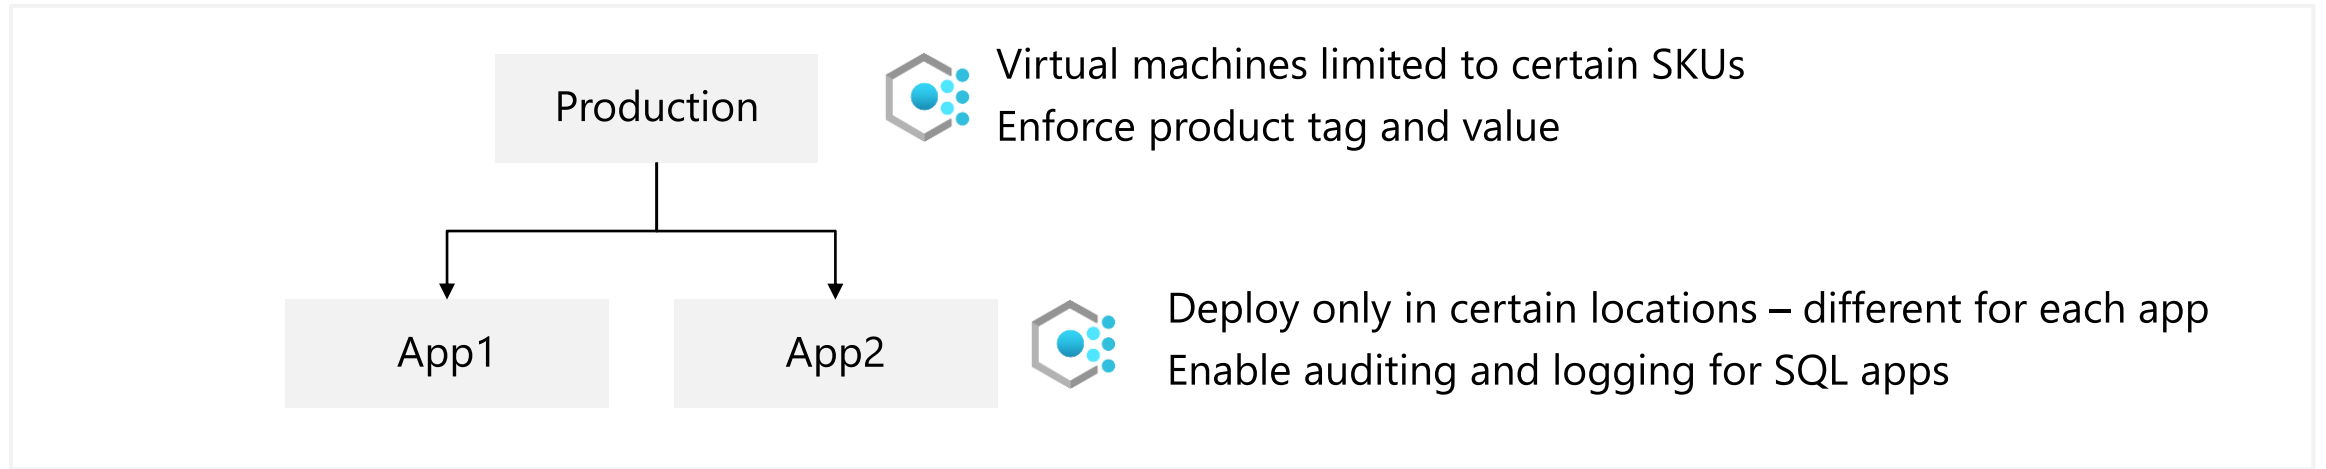 Production
Virtual machines limited to certain SKUs
Enforce product tag and value
App1
App2
Deploy only in certain locations – different for each app
Enable auditing and logging for SQL apps